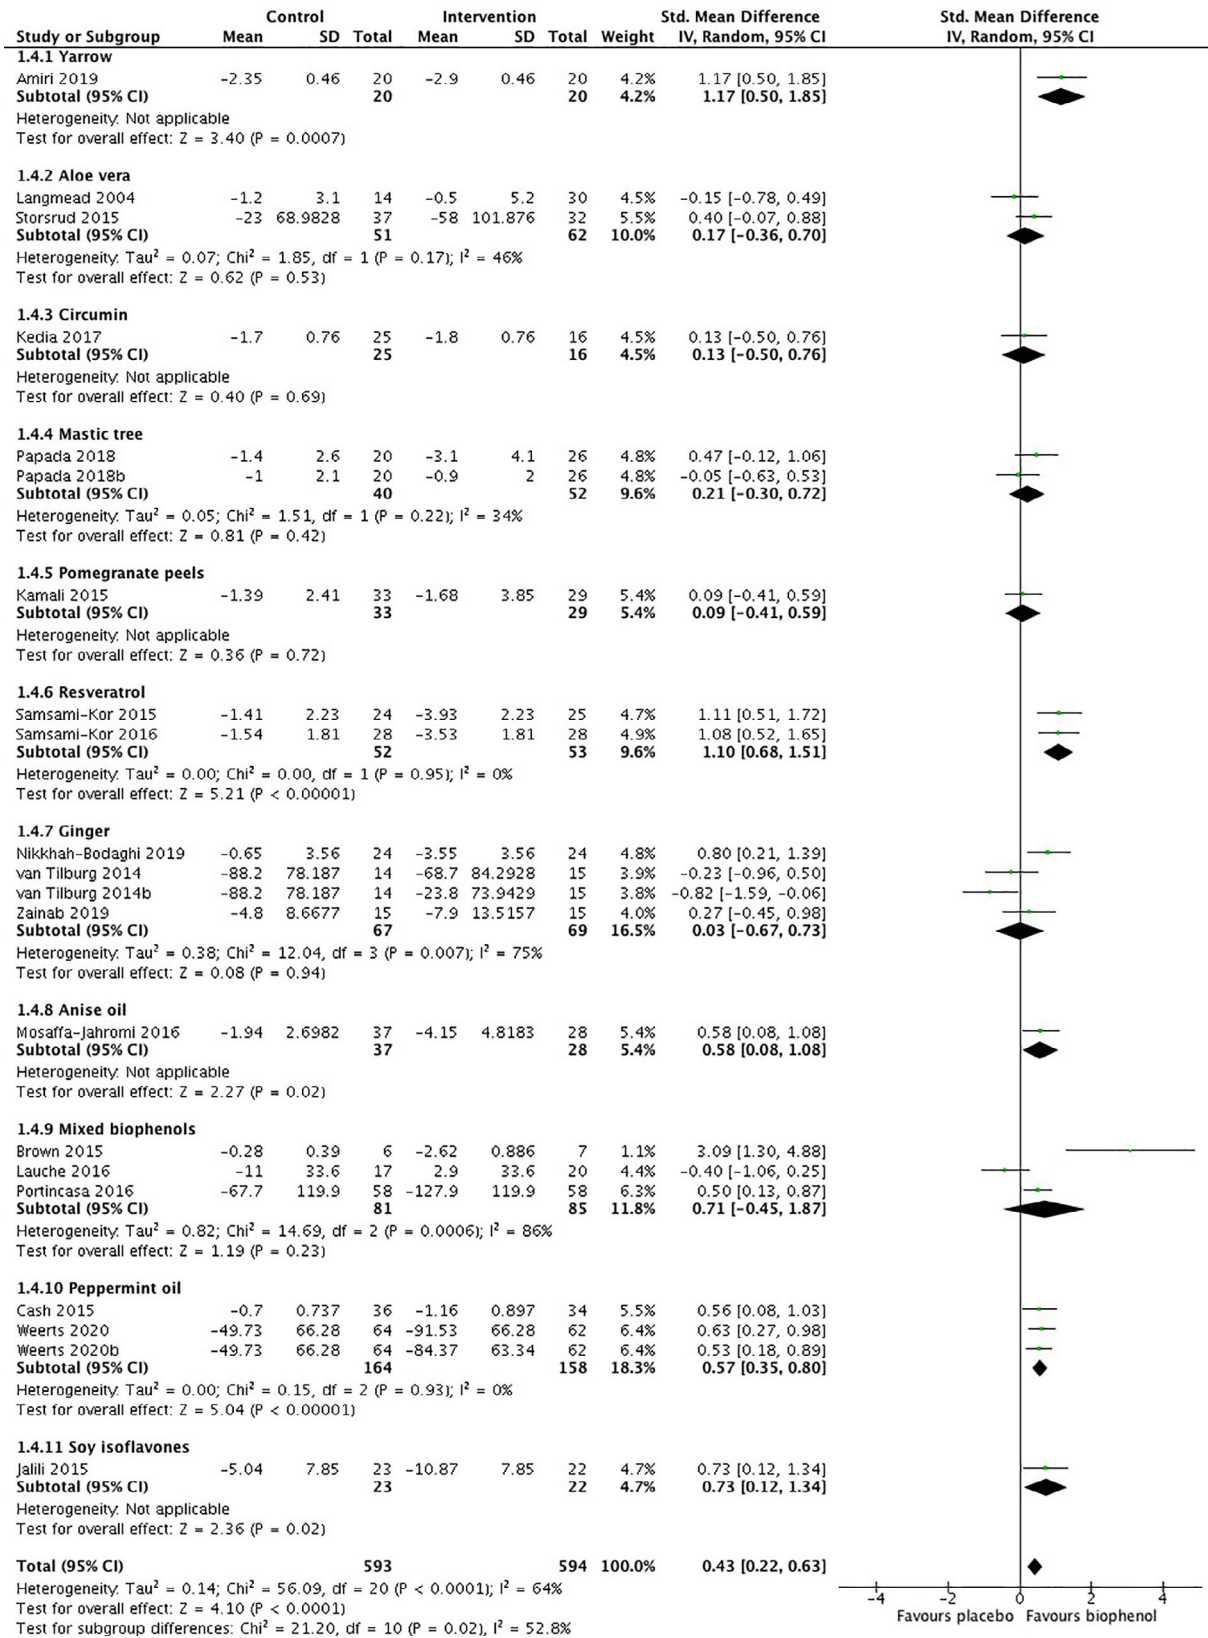 Control Intervention Std. Mean Difference Std. Mean Difference
Study or Subgroup Mean SD Total Mean SD Total Weight IV, Random, 95% CI IV, Random, 95% CI
1.4.1 Yarrow
Amiri 2019 −2.35 0.46 20 −2.9 0.46 20 4.2% 1.17 [0.50, 1.85]
Subtotal (95% CI) 20 20 4.2% 1.17 [0.50, 1.85]
Heterogeneity: Not applicable
Test for overall effect: Z = 3.40 (P = 0.0007)
1.4.2 Aloe vera
Langmead 2004 −1.2 3.1 14 −0.5 5.2 30 4.5% −0.15 [−0.78, 0.49]
Storsrud 2015 −23 68.9828 37 −58 101.876 32 5.5% 0.40 [−0.07, 0.88]
Subtotal (95% CI) 51 62 10.0% 0.17 [−0.36, 0.70]
Heterogeneity: Tau² = 0.07; Chi² = 1.85, df = 1 (P = 0.17); I² = 46%
Test for overall effect: Z = 0.62 (P = 0.53)
1.4.3 Circumin
Kedia 2017 −1.7 0.76 25 −1.8 0.76 16 4.5% 0.13 [−0.50, 0.76]
Subtotal (95% CI) 25 16 4.5% 0.13 [−0.50, 0.76]
Heterogeneity: Not applicable
Test for overall effect: Z = 0.40 (P = 0.69)
1.4.4 Mastic tree
Papada 2018 −1.4 2.6 20 −3.1 4.1 26 4.8% 0.47 [−0.12, 1.06]
Papada 2018b −1 2.1 20 −0.9 2 26 4.8% −0.05 [−0.63, 0.53]
Subtotal (95% CI) 40 52 9.6% 0.21 [−0.30, 0.72]
Heterogeneity: Tau² = 0.05; Chi² = 1.51, df = 1 (P = 0.22); I² = 34%
Test for overall effect: Z = 0.81 (P = 0.42)
1.4.5 Pomegranate peels
Kamali 2015 −1.39 2.41 33 −1.68 3.85 29 5.4% 0.09 [−0.41, 0.59]
Subtotal (95% CI) 33 29 5.4% 0.09 [−0.41, 0.59]
Heterogeneity: Not applicable
Test for overall effect: Z = 0.36 (P = 0.72)
1.4.6 Resveratrol
Samsami−Kor 2015 −1.41 2.23 24 −3.93 2.23 25 4.7% 1.11 [0.51, 1.72]
Samsami−Kor 2016 −1.54 1.81 28 −3.53 1.81 28 4.9% 1.08 [0.52, 1.65]
Subtotal (95% CI) 52 53 9.6% 1.10 [0.68, 1.51]
Heterogeneity: Tau² = 0.00; Chi² = 0.00, df = 1 (P = 0.95); I² = 0%
Test for overall effect: Z = 5.21 (P < 0.00001)
1.4.7 Ginger
Nikkhah−Bodaghi 2019 −0.65 3.56 24 −3.55 3.56 24 4.8% 0.80 [0.21, 1.39]
van Tilburg 2014 −88.2 78.187 14 −68.7 84.2928 15 3.9% −0.23 [−0.96, 0.50]
van Tilburg 2014b −88.2 78.187 14 −23.8 73.9429 15 3.8% −0.82 [−1.59, −0.06]
Zainab 2019 −4.8 8.6677 15 −7.9 13.5157 15 4.0% 0.27 [−0.45, 0.98]
Subtotal (95% CI) 67 69 16.5% 0.03 [−0.67, 0.73]
Heterogeneity: Tau² = 0.38; Chi² = 12.04, df = 3 (P = 0.007); I² = 75%
Test for overall effect: Z = 0.08 (P = 0.94)
1.4.8 Anise oil
Mosaffa−Jahromi 2016 −1.94 2.6982 37 −4.15 4.8183 28 5.4% 0.58 [0.08, 1.08]
Subtotal (95% CI) 37 28 5.4% 0.58 [0.08, 1.08]
Heterogeneity: Not applicable
Test for overall effect: Z = 2.27 (P = 0.02)
1.4.9 Mixed biophenols
Brown 2015 −0.28 0.39 6 −2.62 0.886 7 1.1% 3.09 [1.30, 4.88]
Lauche 2016 −11 33.6 17 2.9 33.6 20 4.4% −0.40 [−1.06, 0.25]
Portincasa 2016 −67.7 119.9 58 −127.9 119.9 58 6.3% 0.50 [0.13, 0.87]
Subtotal (95% CI) 81 85 11.8% 0.71 [−0.45, 1.87]
Heterogeneity: Tau² = 0.82; Chi² = 14.69, df = 2 (P = 0.0006); I² = 86%
Test for overall effect: Z = 1.19 (P = 0.23)
1.4.10 Peppermint oil
Cash 2015 −0.7 0.737 36 −1.16 0.897 34 5.5% 0.56 [0.08, 1.03]
Weerts 2020 −49.73 66.28 64 −91.53 66.28 62 6.4% 0.63 [0.27, 0.98]
Weerts 2020b −49.73 66.28 64 −84.37 63.34 62 6.4% 0.53 [0.18, 0.89]
Subtotal (95% CI) 164 158 18.3% 0.57 [0.35, 0.80]
Heterogeneity: Tau² = 0.00; Chi² = 0.15, df = 2 (P = 0.93); I² = 0%
Test for overall effect: Z = 5.04 (P < 0.00001)
1.4.11 Soy isoflavones
Jalili 2015 −5.04 7.85 23 −10.87 7.85 22 4.7% 0.73 [0.12, 1.34]
Subtotal (95% CI) 23 22 4.7% 0.73 [0.12, 1.34]
Heterogeneity: Not applicable
Test for overall effect: Z = 2.36 (P = 0.02)
Total (95% CI) 593 594 100.0% 0.43 [0.22, 0.63]
Heterogeneity: Tau² = 0.14; Chi² = 56.09, df = 20 (P < 0.0001); I² = 64%
Test for overall effect: Z = 4.10 (P < 0.0001)
Test for subgroup differences: Chi² = 21.20, df = 10 (P = 0.02), I² = 52.8%
−4 −2 0 2 4
Favours placebo Favours biophenol